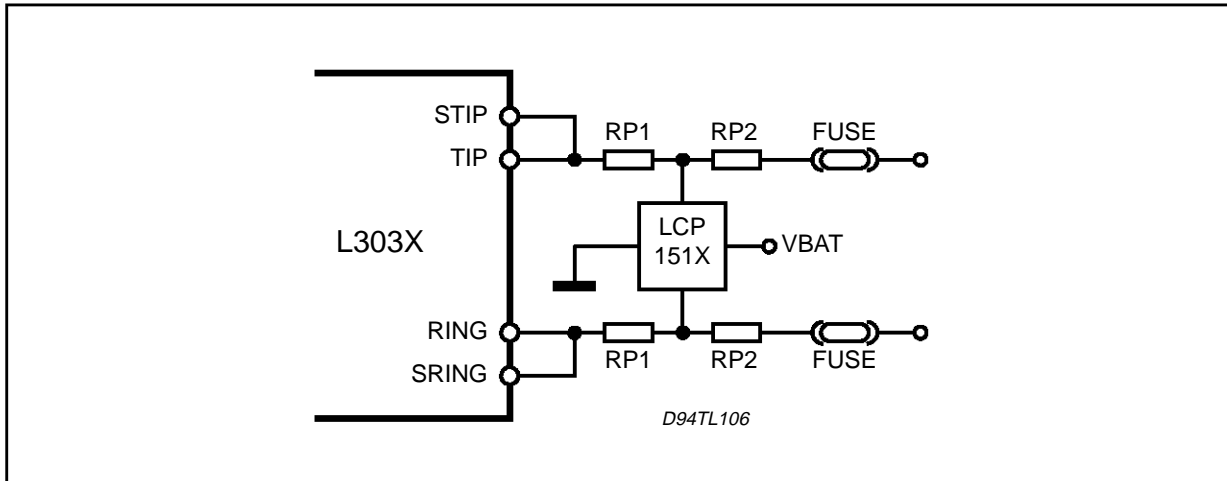 STIP
RP1 RP2 FUSE
TIP
L303X
LCP
151X
VBAT
RING
RP1 RP2 FUSE
SRING
D94TL106